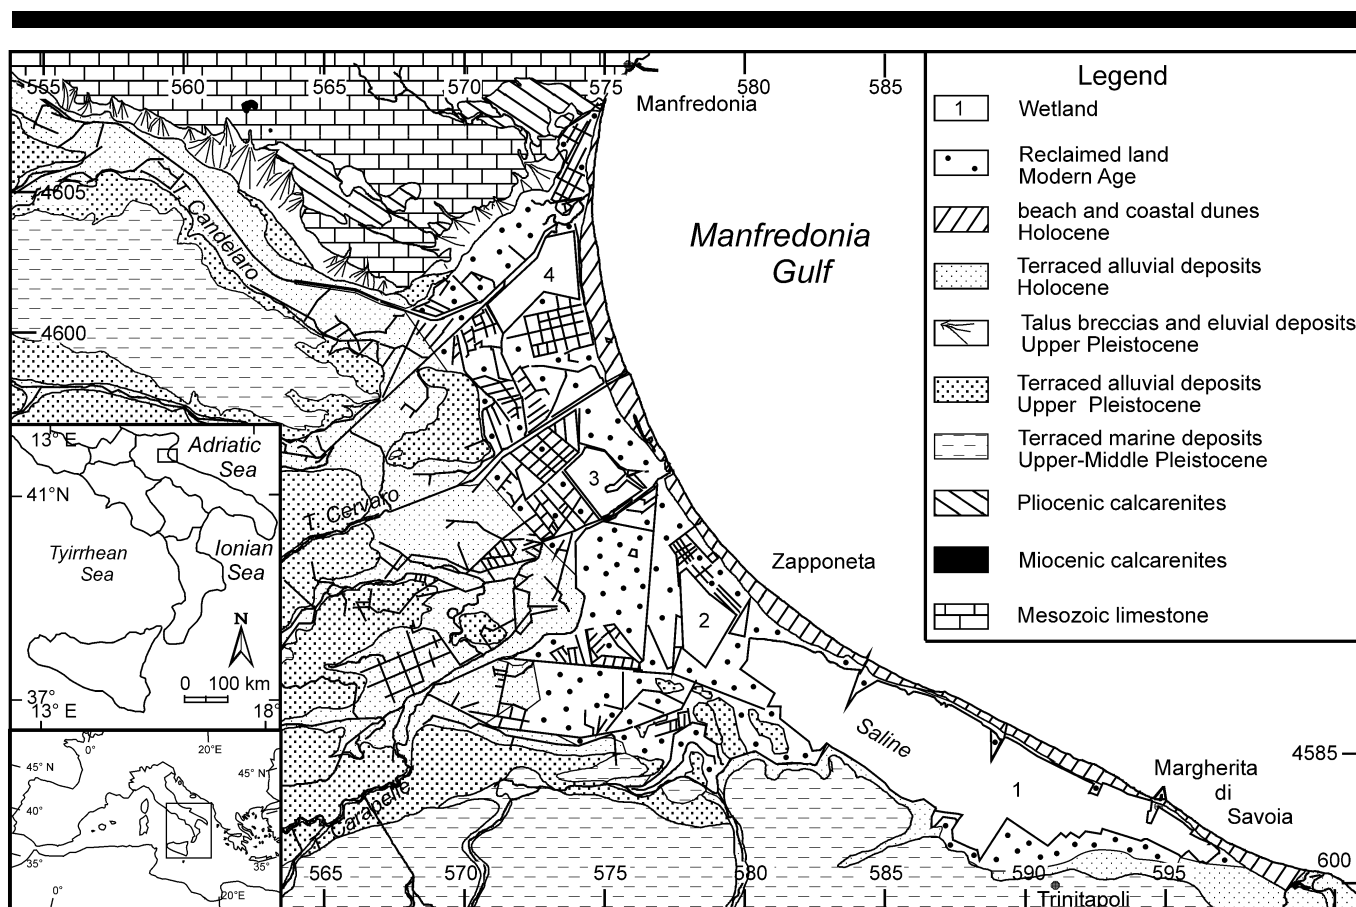 555
560
565
570
575
580
585
Manfredonia
4605
T. Candelaro
Manfredonia
Gulf
4
4600
3
T. Cervaro
Zapponeta
2
Saline
1
4585
Margherita
di
Savoia
T. Carapelle
600
565
570
575
580
585
590
595
Trinitapoli
Legend
1 Wetland
Reclaimed land
Modern Age
beach and coastal dunes
Holocene
Terraced alluvial deposits
Holocene
Talus breccias and eluvial deposits
Upper Pleistocene
Terraced alluvial deposits
Upper Pleistocene
Terraced marine deposits
Upper-Middle Pleistocene
Pliocenic calcarenites
Miocenic calcarenites
Mesozoic limestone
13° E
Adriatic
Sea
41°N
Tyirrhean
Sea
Ionian
Sea
N
0 100 km
37°
13° E
18°
0°
20°E
45° N
45° N
40°
35°
35°
0°
20°E